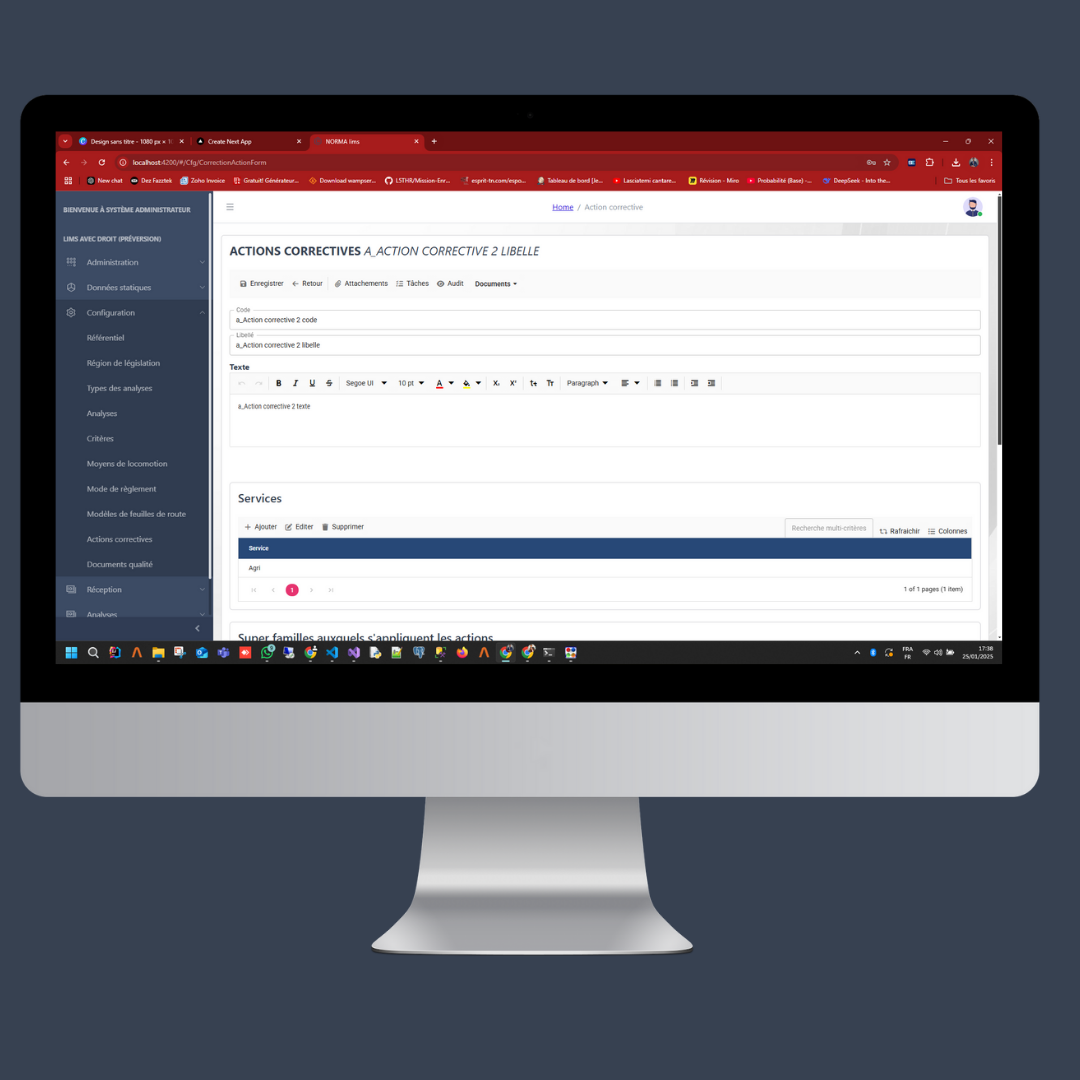 Design sans titre - 1080 px × 1(
Create Next App
NORMA lims
localhost:4200/#/Cfg/CorrectionActionForm
New chat
Dxz Fazztek
Zoho Invoice
Gratuit! Générateur...
Download wampser...
LSTHR/Mission-Enr...
esprit-tn.com/espo...
Tableau de bord [Je...
Lasciatemi cantare...
Révision - Miro
Probabilité (Base) -...
DeepSeek - Into the...
Tous les favoris
BIENVENUE À SYSTÈME ADMINISTRATEUR
Home / Action corrective
LIMS AVEC DROIT (PRÉVERSION)
Administration
Données statiques
Configuration
Référentiel
Région de législation
Types des analyses
Analyses
Critères
Moyens de locomotion
Mode de règlement
Modèles de feuilles de route
Actions correctives
Documents qualité
Réception
Analyses
ACTIONS CORRECTIVES A_ACTION CORRECTIVE 2 LIBELLE
Enregistrer Retour Attachements Tâches Audit Documents
Code
a_Action corrective 2 code
Libellé
a_Action corrective 2 libelle
Texte
B I U S Segoe UI 10 pt A X₂ X² Tт Paragraph
a_Action corrective 2 texte
Services
Ajouter Editer Supprimer Recherche multi-critères Rafraichir Colonnes
Service
Agri
1
1 of 1 pages (1 item)
Super familles auxquels s'appliquent les actions
FRA
FR
17:38
25/01/2025